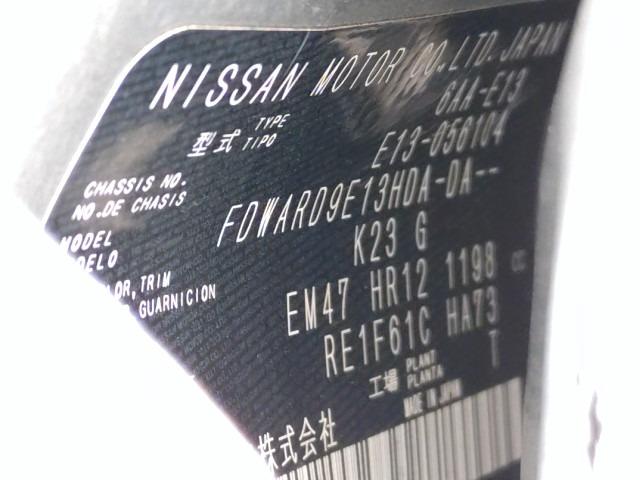 NISSAN MOTOR CO.,LTD. JAPAN
型式 TYPE TIPO 6AA-E13
CHASSIS NO. NO.DE CHASIS E13-056104
MODEL FDWARD9E13HDA-DA--
TRIM GUARNICION K23 G
EM47 HR12 1198 cc
RE1F61C HA73
工場 PLANT PLANTA T
MADE IN JAPAN
株式会社